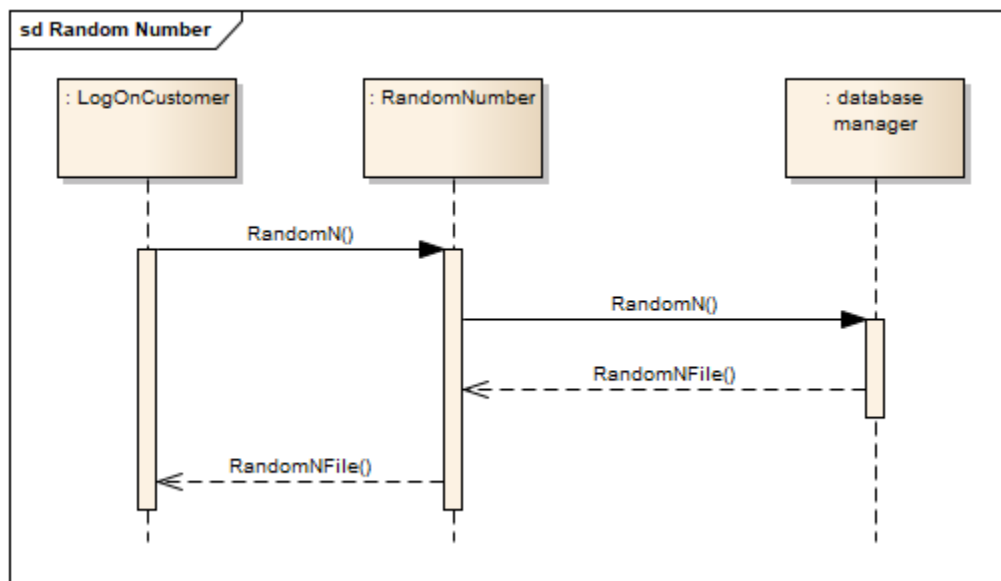 sd Random Number
: LogOnCustomer
: RandomNumber
: database
manager
RandomN()
RandomN()
RandomNFile()
RandomNFile()